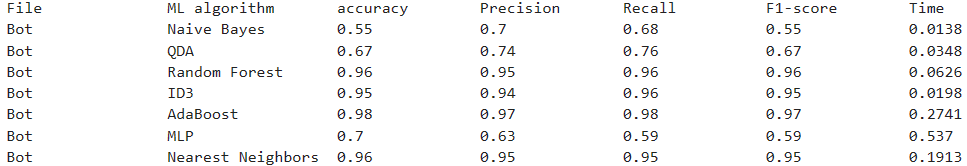 File ML algorithm accuracy Precision Recall F1-score Time
Bot Naive Bayes 0.55 0.7 0.68 0.55 0.0138
Bot QDA 0.67 0.74 0.76 0.67 0.0348
Bot Random Forest 0.96 0.95 0.96 0.96 0.0626
Bot ID3 0.95 0.94 0.96 0.95 0.0198
Bot AdaBoost 0.98 0.97 0.98 0.97 0.2741
Bot MLP 0.7 0.63 0.59 0.59 0.537
Bot Nearest Neighbors 0.96 0.95 0.95 0.95 0.1913